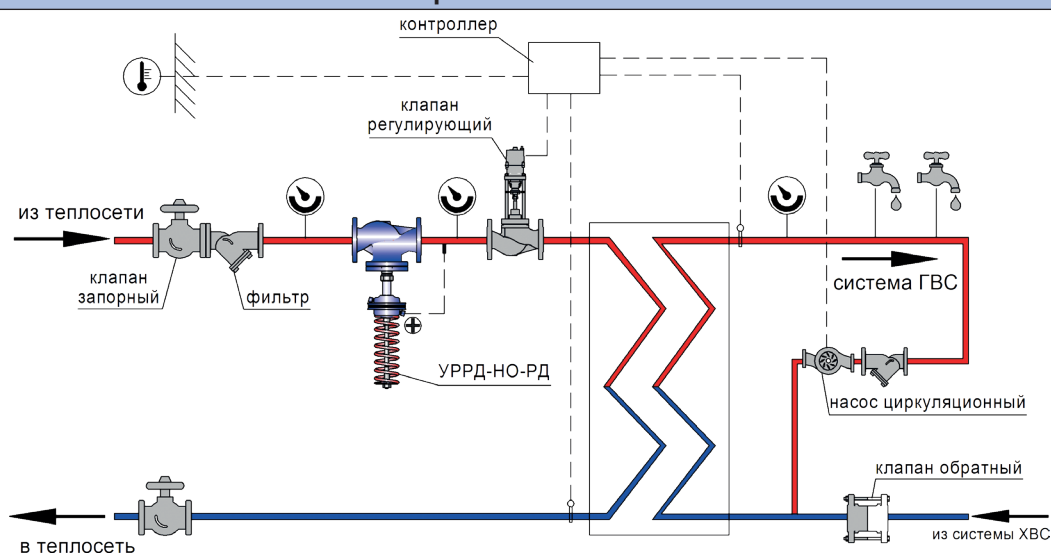 контроллер
клапан
регулирующий
из теплосети
клапан
запорный
фильтр
система ГВС
УРРД-НО-РД
насос циркуляционный
клапан обратный
из системы ХВС
в теплосеть